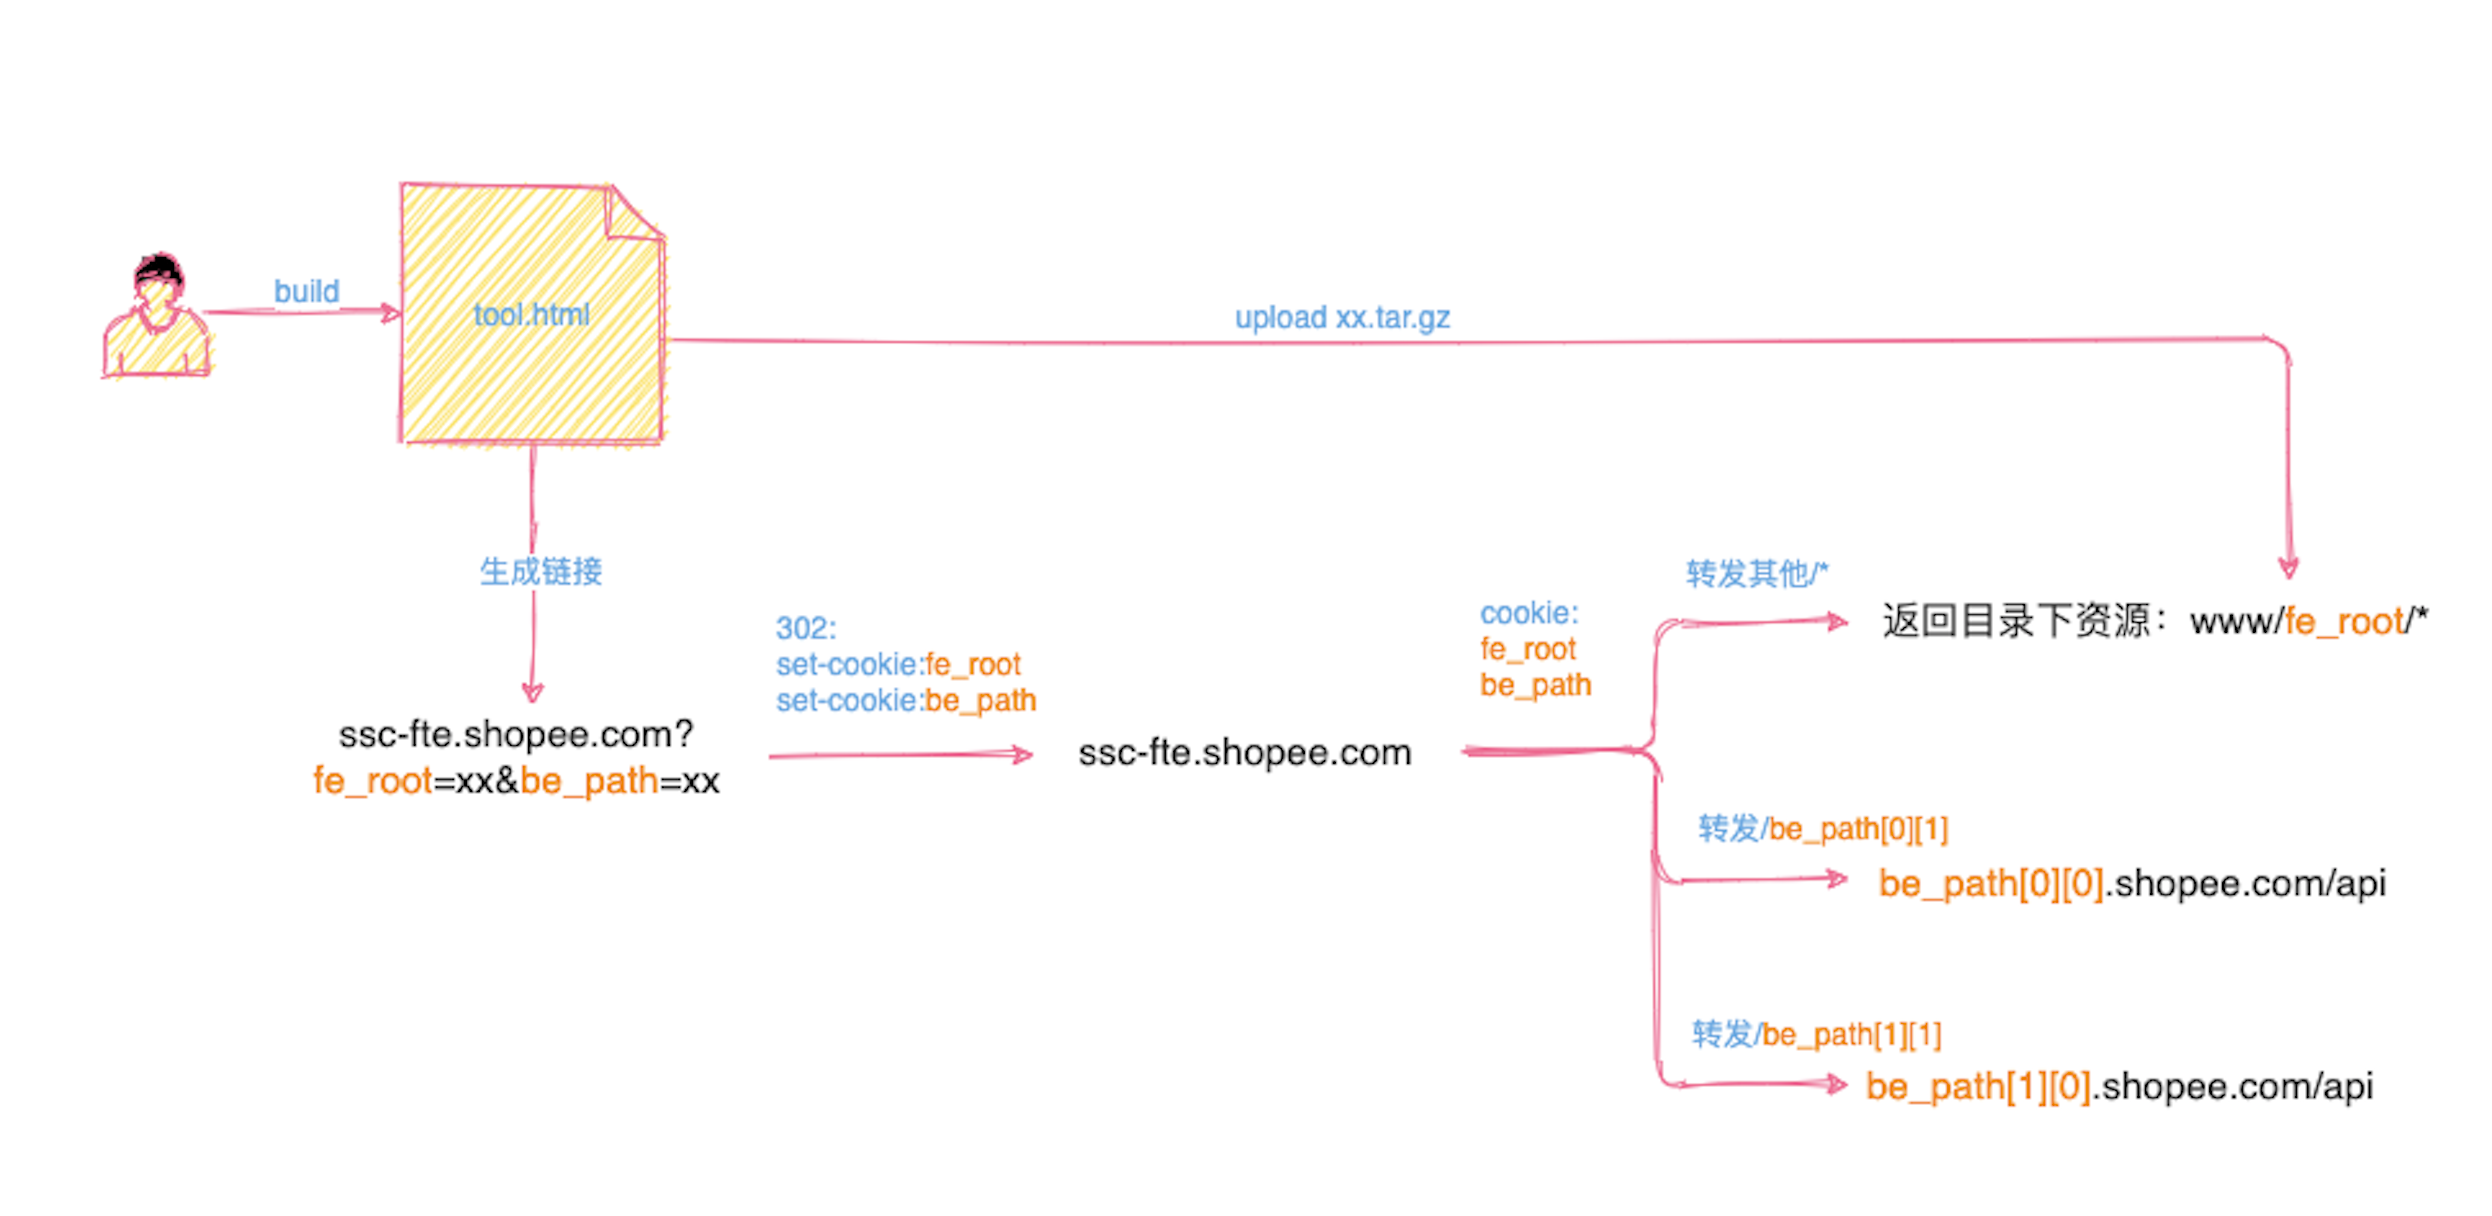 build
tool.html
upload xx.tar.gz
生成链接
ssc-fte.shopee.com?
fe_root=xx&be_path=xx
302:
set-cookie:fe_root
set-cookie:be_path
ssc-fte.shopee.com
cookie:
fe_root
be_path
转发其他/*
返回目录下资源：www/fe_root/*
转发/be_path[0][1]
be_path[0][0].shopee.com/api
转发/be_path[1][1]
be_path[1][0].shopee.com/api